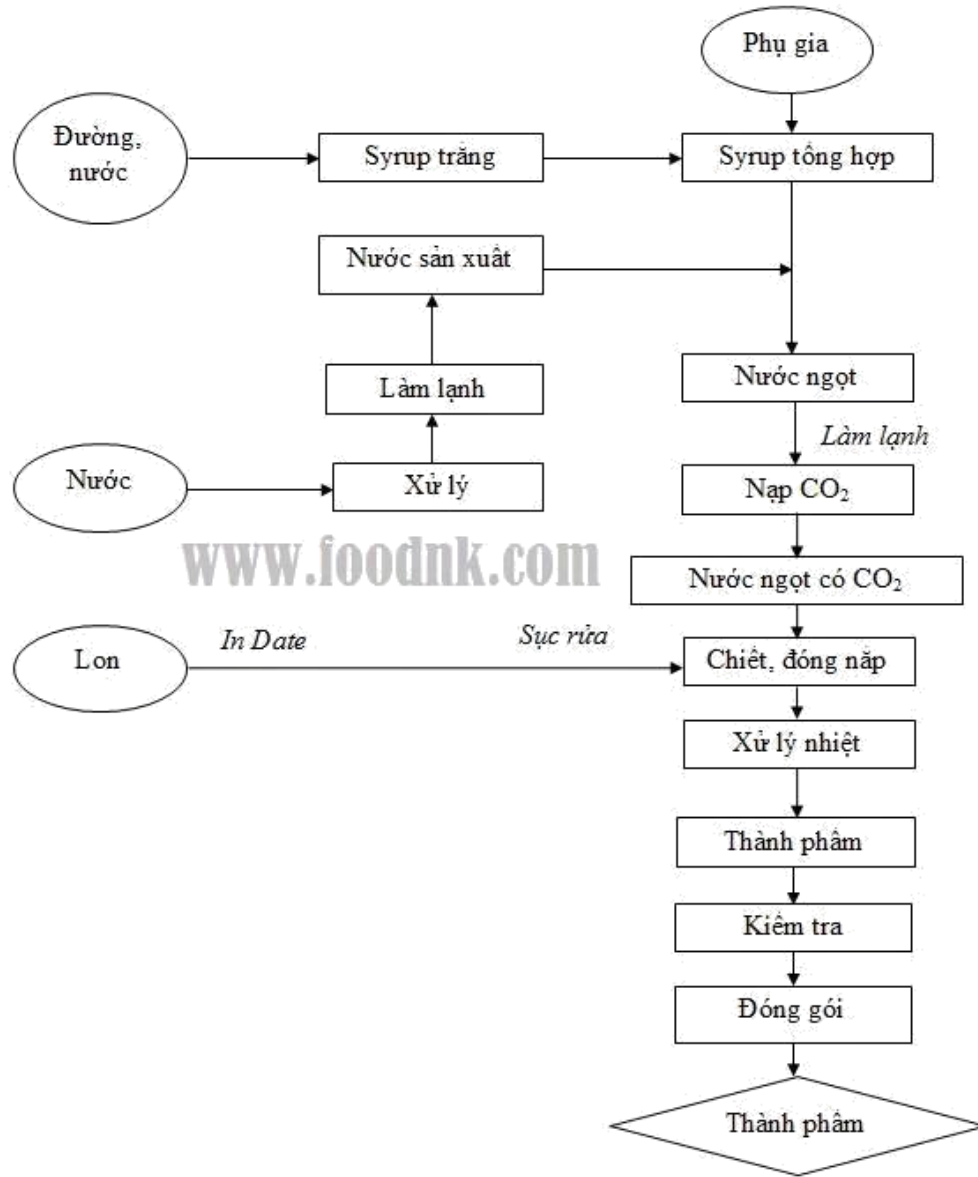 Phụ gia
Đường,
nước
Syrup trắng
Syrup tổng hợp
Nước sản xuất
Làm lạnh
Nước ngọt
Làm lạnh
Nước
Xử lý
Nạp CO₂
www.foodnk.com
Nước ngọt có CO₂
Lon
In Date
Sục rửa
Chiết, đóng nắp
Xử lý nhiệt
Thành phẩm
Kiểm tra
Đóng gói
Thành phẩm